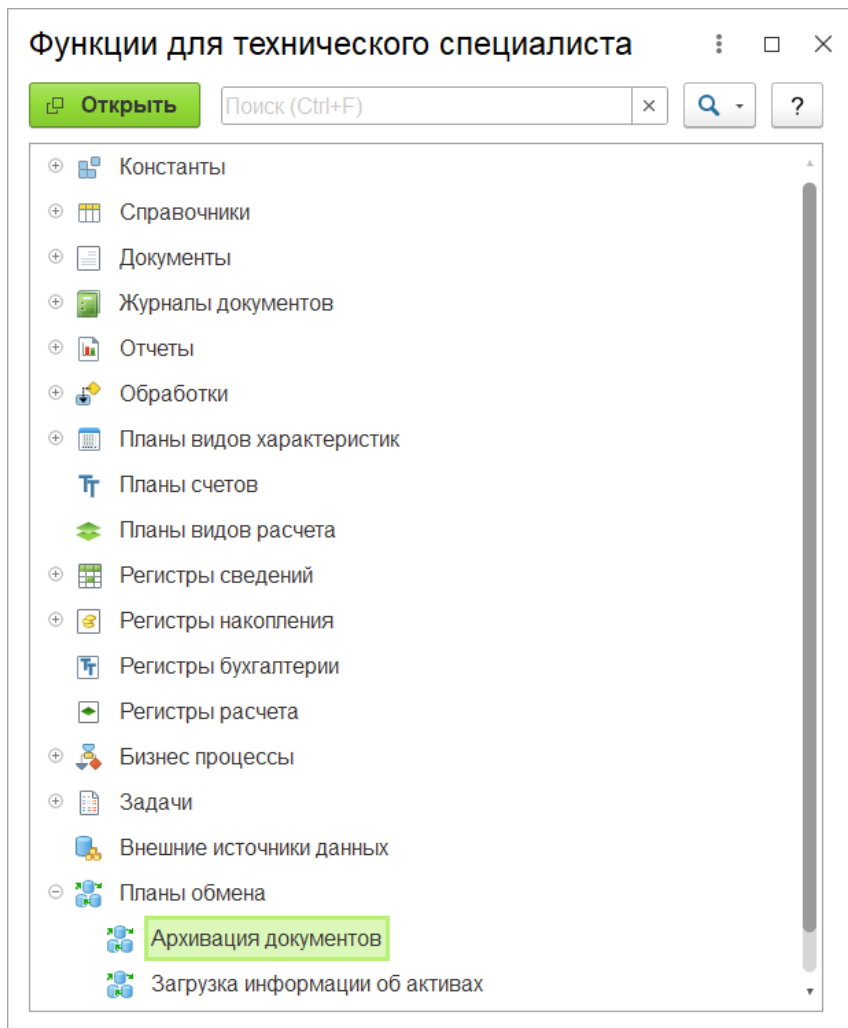 Функции для технического специалиста
Открыть
Поиск (Ctrl+F)
?
Константы
Справочники
Документы
Журналы документов
Отчеты
Обработки
Планы видов характеристик
Планы счетов
Планы видов расчета
Регистры сведений
Регистры накопления
Регистры бухгалтерии
Регистры расчета
Бизнес процессы
Задачи
Внешние источники данных
Планы обмена
Архивация документов
Загрузка информации об активах